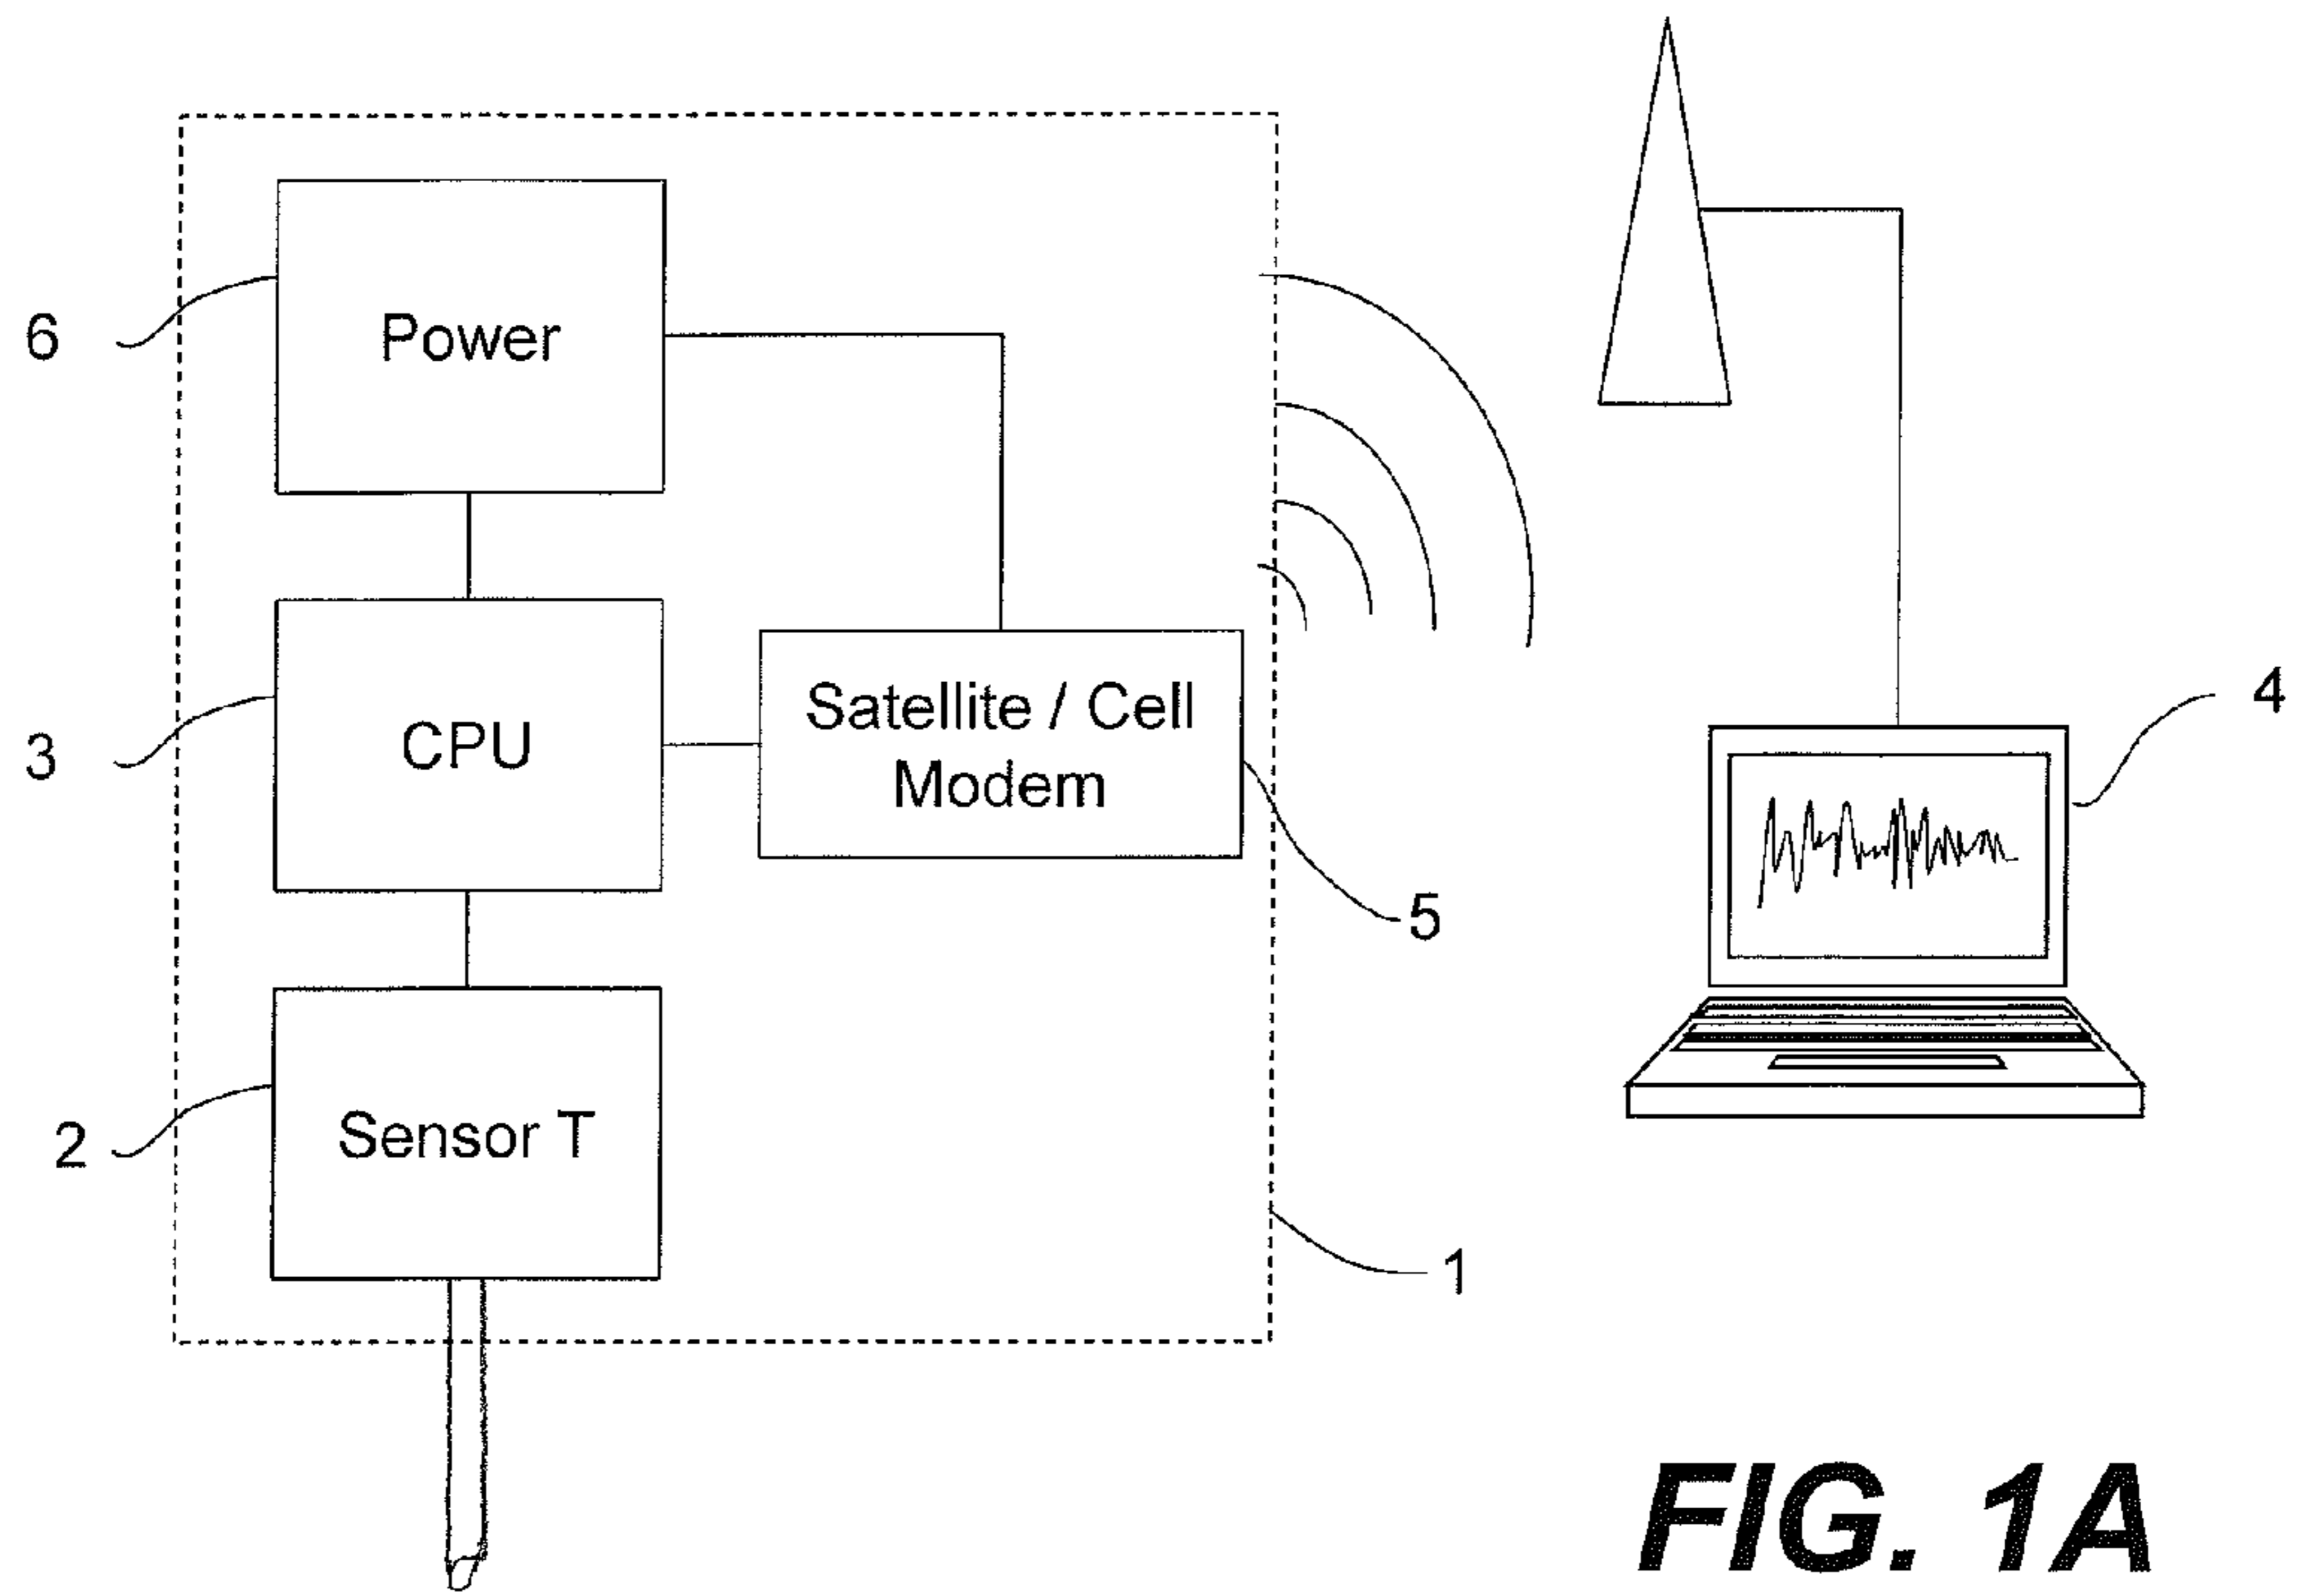 6
Power
3
CPU
Satellite / Cell
Modem
4
5
2
Sensor T
1
FIG. 1A